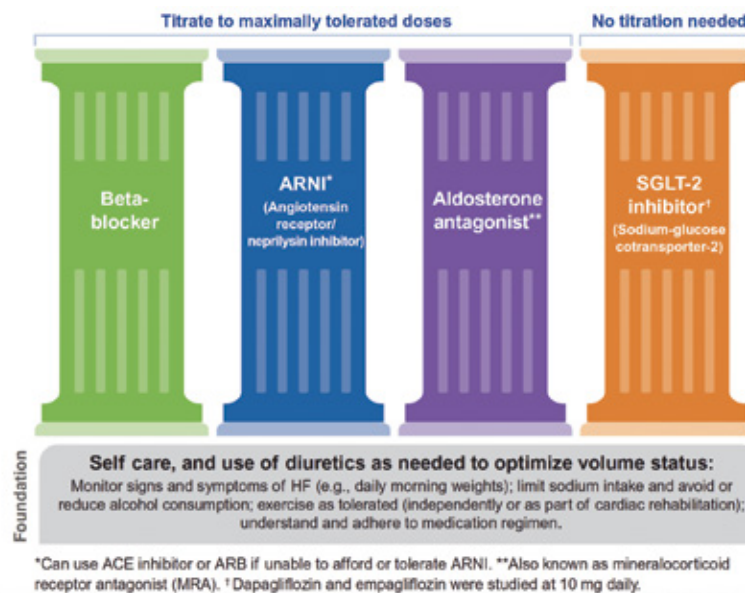 Titrate to maximally tolerated doses
No titration needed
Beta-
blocker
ARNI*
(Angiotensin
receptor/
neprilysin inhibitor)
Aldosterone
antagonist**
SGLT-2
inhibitor†
(Sodium-glucose
cotransporter-2)
Foundation
Self care, and use of diuretics as needed to optimize volume status:
Monitor signs and symptoms of HF (e.g., daily morning weights); limit sodium intake and avoid or
reduce alcohol consumption; exercise as tolerated (independently or as part of cardiac rehabilitation);
understand and adhere to medication regimen.
*Can use ACE inhibitor or ARB if unable to afford or tolerate ARNI. **Also known as mineralocorticoid
receptor antagonist (MRA). †Dapagliflozin and empagliflozin were studied at 10 mg daily.